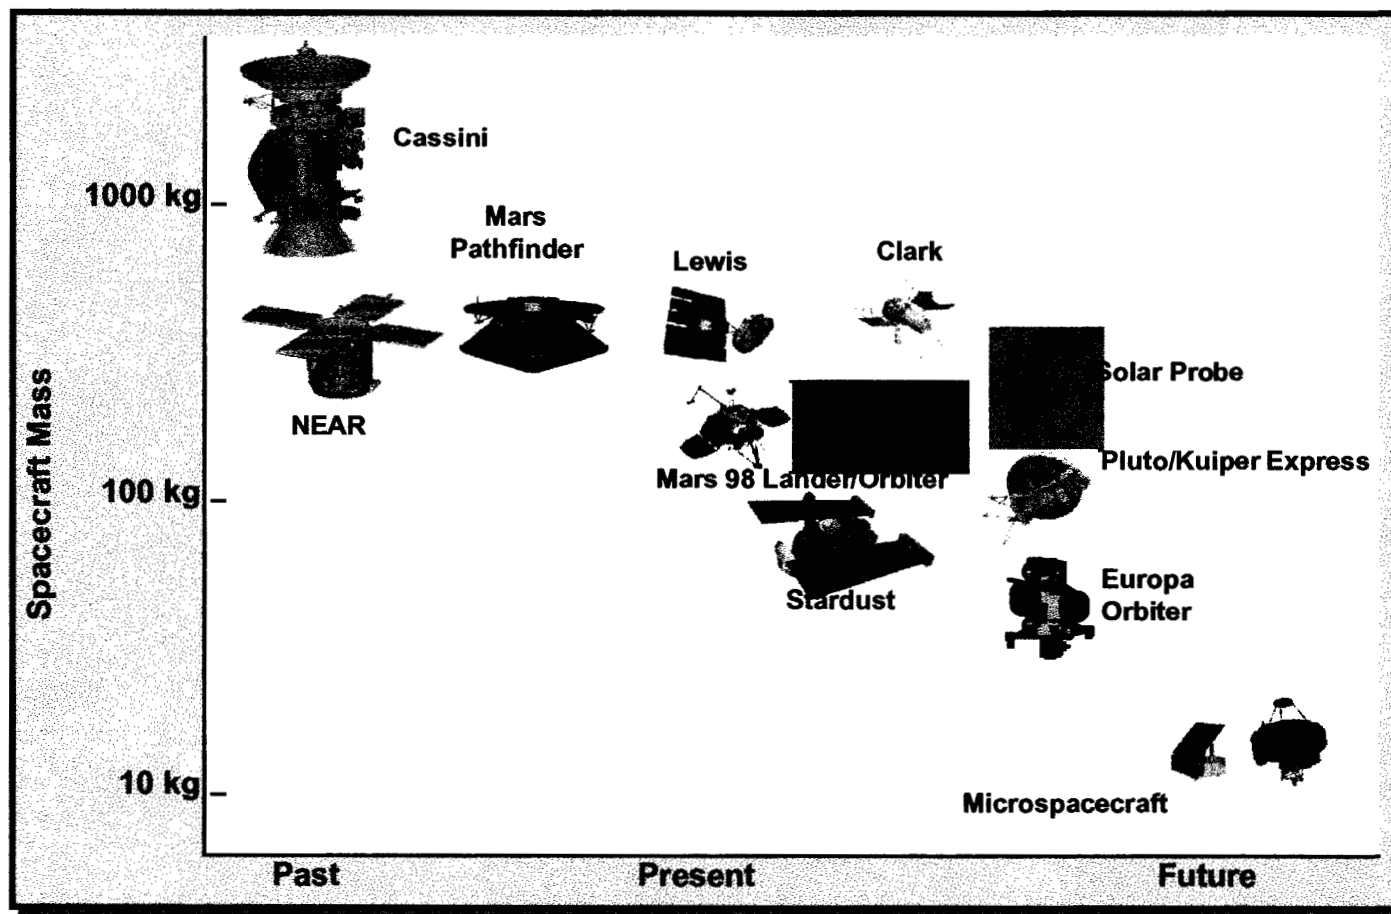 Cassini
1000 kg
Mars
Pathfinder
Lewis
Clark
Solar Probe
NEAR
Spacecraft Mass
Pluto/Kuiper Express
Mars 98 Lander/Orbiter
100 kg
Europa
Orbiter
Stardust
10 kg
Microspacecraft
Past
Present
Future